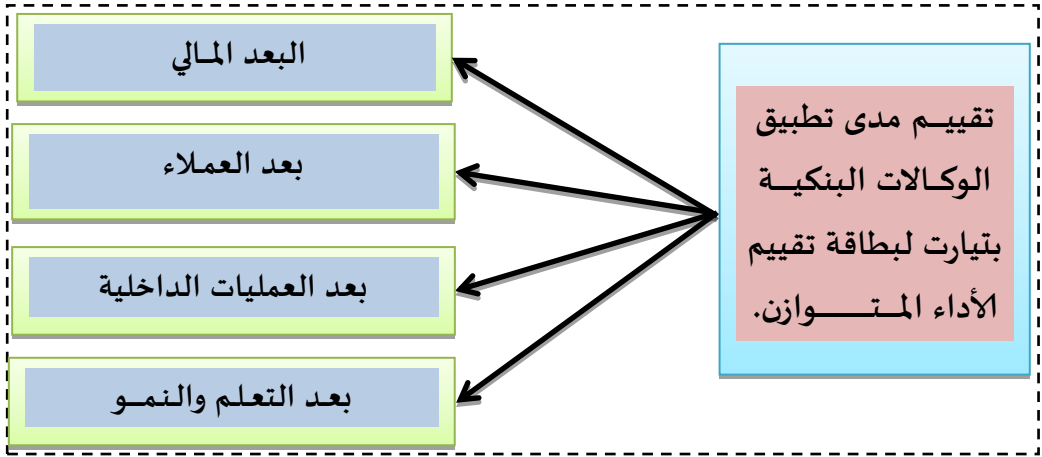 تقييم مدى تطبيق
الوكالات البنكية
بتيارت لبطاقة تقييم
الأداء المتوازن.
البعد المالي
بعد العملاء
بعد العمليات الداخلية
بعد التعلم والنمو